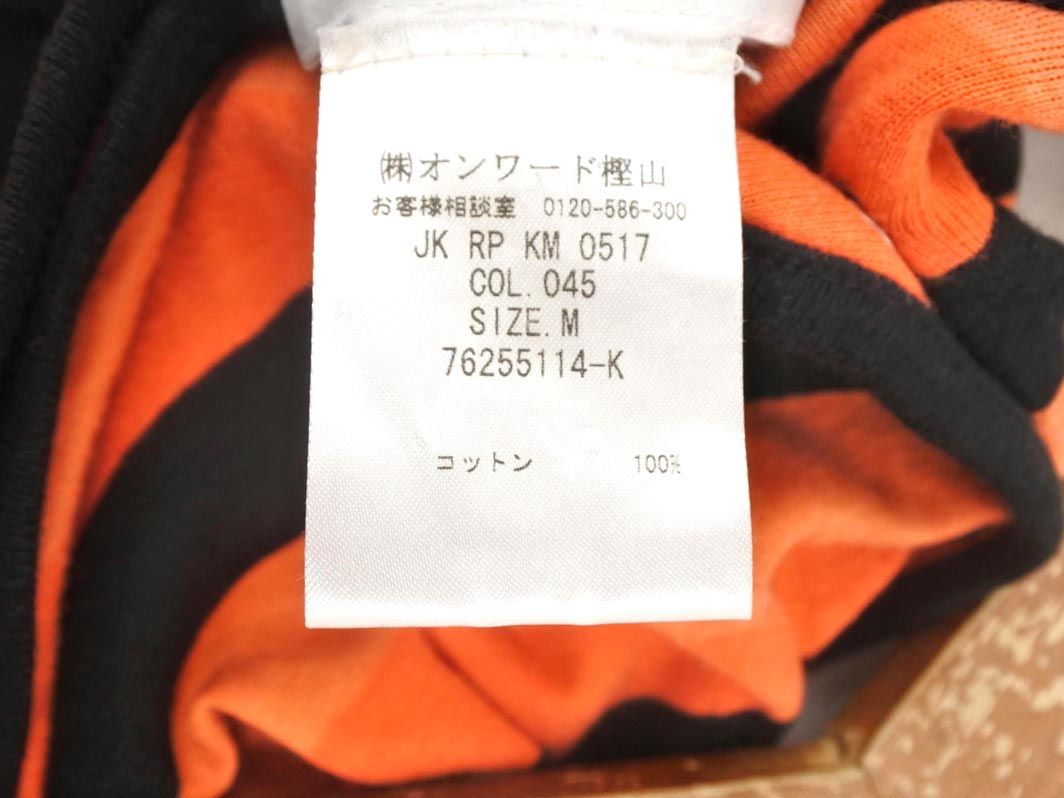 ㈱オンワード樫山
お客様相談室 0120-586-300
JK RP KM 0517
COL. 045
SIZE. M
76255114-K
コットン 100%